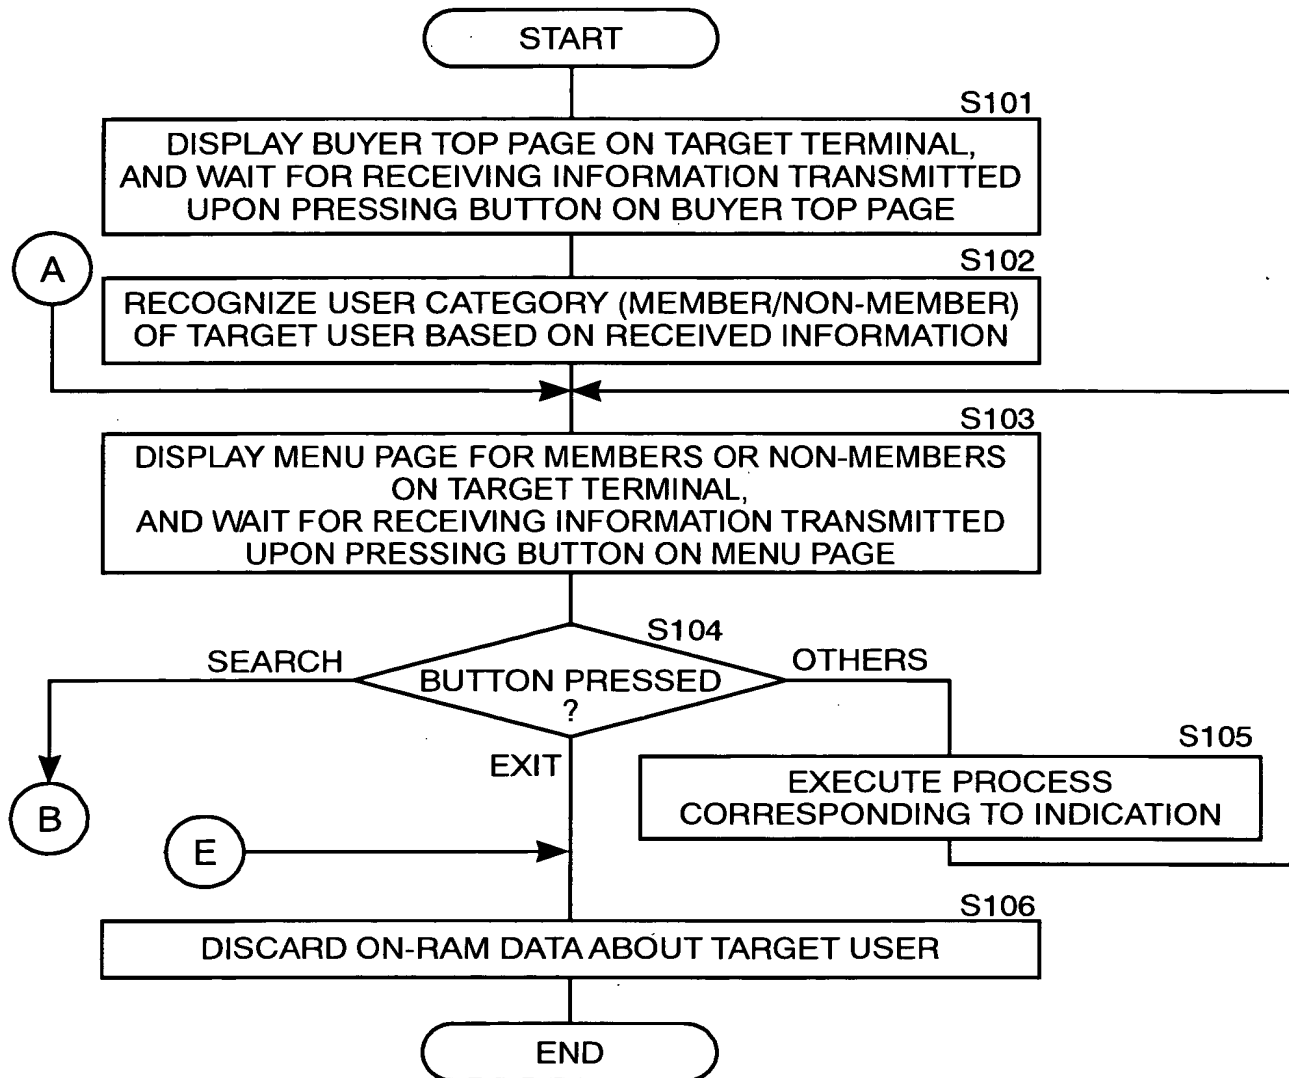 START
S101
DISPLAY BUYER TOP PAGE ON TARGET TERMINAL,
AND WAIT FOR RECEIVING INFORMATION TRANSMITTED
UPON PRESSING BUTTON ON BUYER TOP PAGE
A
S102
RECOGNIZE USER CATEGORY (MEMBER/NON-MEMBER)
OF TARGET USER BASED ON RECEIVED INFORMATION
S103
DISPLAY MENU PAGE FOR MEMBERS OR NON-MEMBERS
ON TARGET TERMINAL,
AND WAIT FOR RECEIVING INFORMATION TRANSMITTED
UPON PRESSING BUTTON ON MENU PAGE
S104
SEARCH
BUTTON PRESSED
?
OTHERS
EXIT
S105
EXECUTE PROCESS
CORRESPONDING TO INDICATION
B
E
S106
DISCARD ON-RAM DATA ABOUT TARGET USER
END